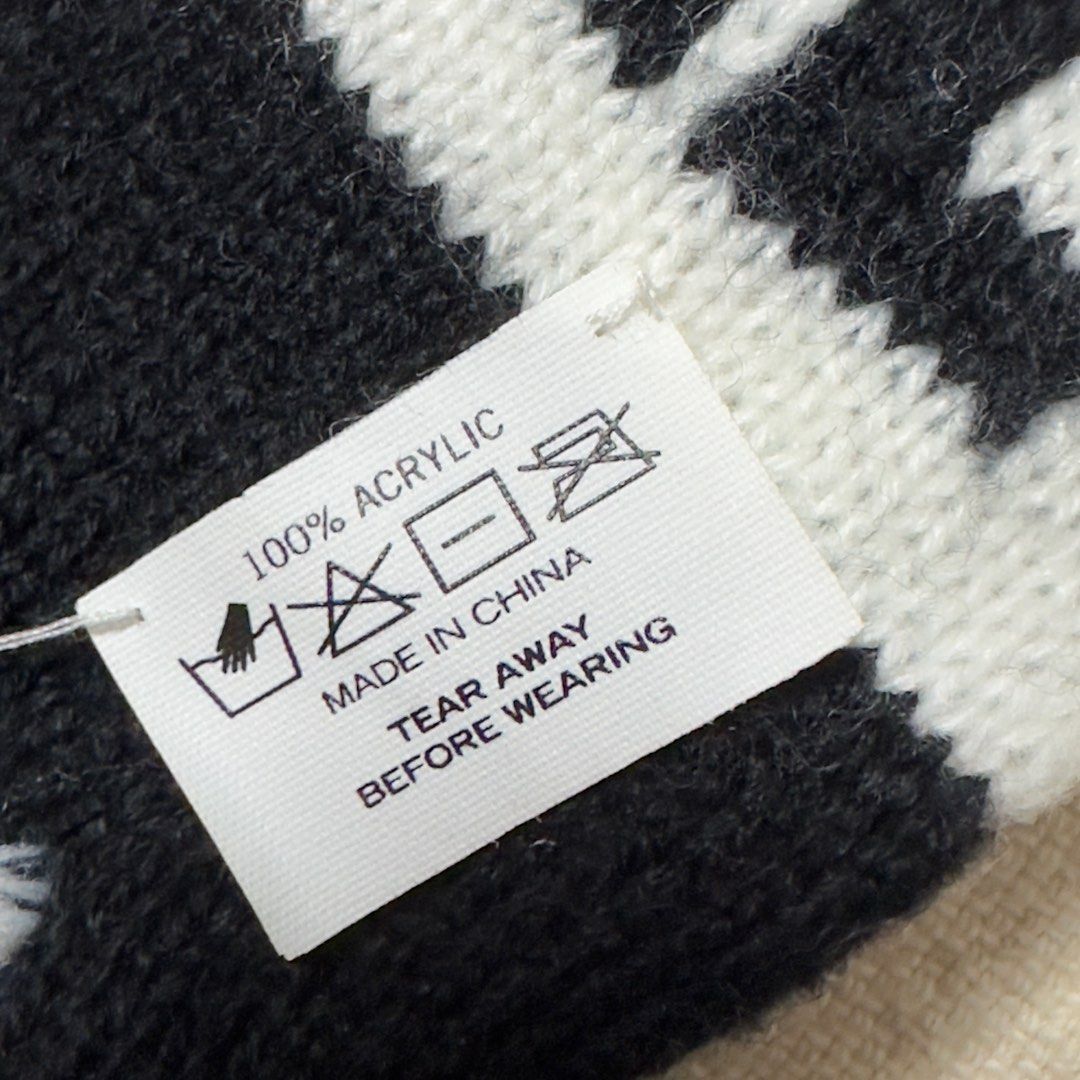 100% ACRYLIC
MADE IN CHINA
TEAR AWAY
BEFORE WEARING